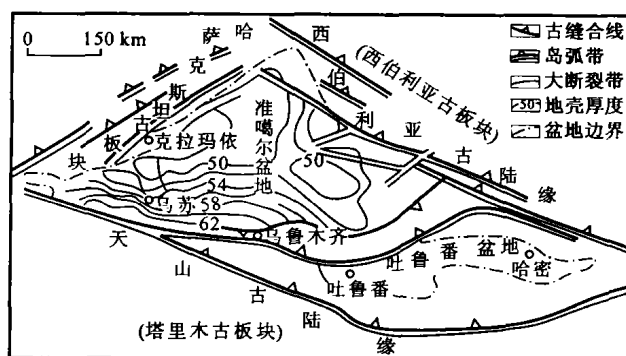 0 150 km
萨哈克斯坦古板块
西伯利亚古陆缘
(西伯利亚古板块)
古缝合线
岛弧带
大断裂带
50 地壳厚度
盆地边界
准噶尔盆地
克拉玛依
50
50
54
乌苏 58
62
乌鲁木齐
天山古陆缘
吐鲁番盆地
哈密
吐鲁番
(塔里木古板块)